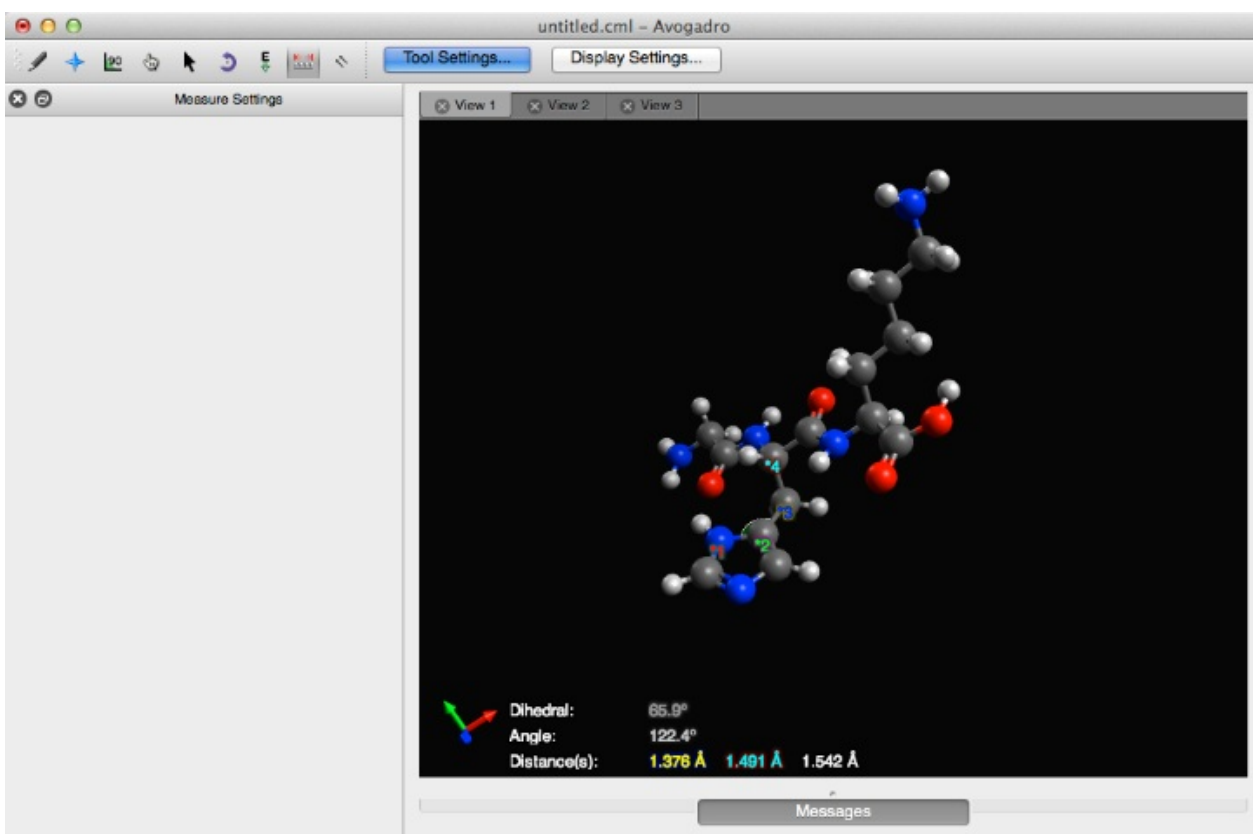 untitled.cml – Avogadro
90 E Tool Settings... Display Settings...
Measure Settings
View 1 View 2 View 3
*4
*3
*1 *2
Dihedral: 65.9°
Angle: 122.4°
Distance(s): 1.376 Å 1.491 Å 1.542 Å
Messages